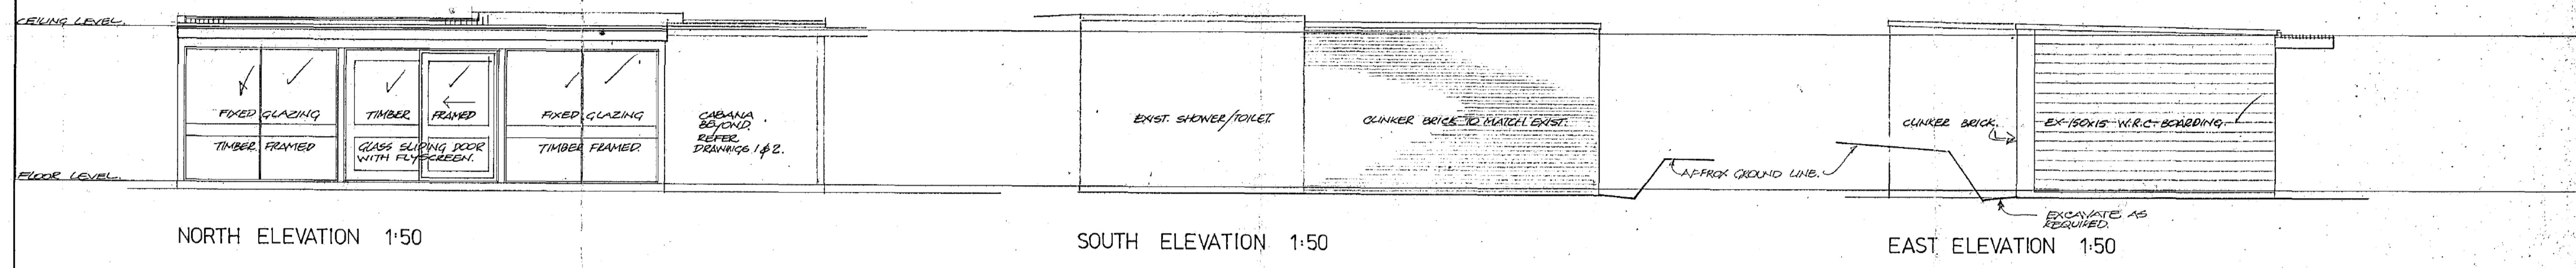 CEILING LEVEL.
FIXED GLAZING
TIMBER FRAMED
TIMBER FRAMED
GLASS SLIDING DOOR
WITH FLYSCREEN.
FIXED GLAZING
TIMBER FRAMED.
CABANA
BEYOND.
REFER
DRAWINGS 1 & 2.
FLOOR LEVEL.
NORTH ELEVATION 1:50
EXIST. SHOWER/TOILET.
CLINKER BRICK TO MATCH EXIST.
APPROX GROUND LINE.
SOUTH ELEVATION 1:50
CLINKER BRICK.
EX-150x15 W.R.C. BOARDING.
EXCAVATE AS
REQUIRED.
EAST ELEVATION 1:50